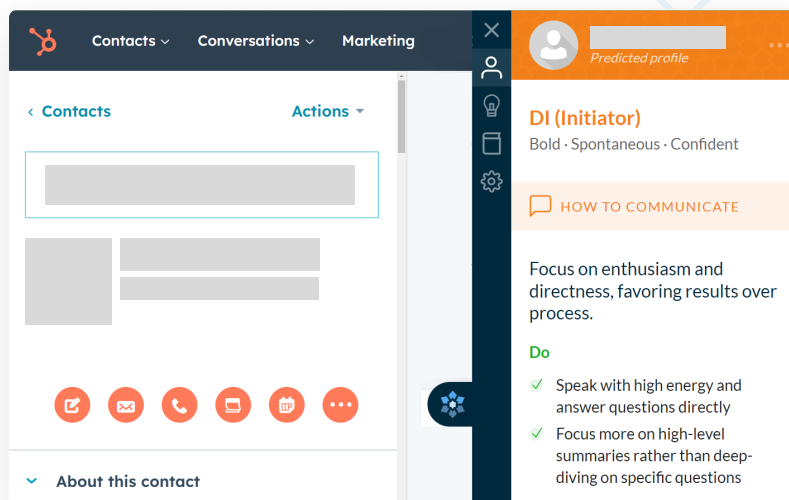 Contacts
Conversations
Marketing
Contacts
Actions
About this contact
Predicted profile
DI (Initiator)
Bold · Spontaneous · Confident
HOW TO COMMUNICATE
Focus on enthusiasm and
directness, favoring results over
process.
Do
Speak with high energy and
answer questions directly
Focus more on high-level
summaries rather than deep-
diving on specific questions